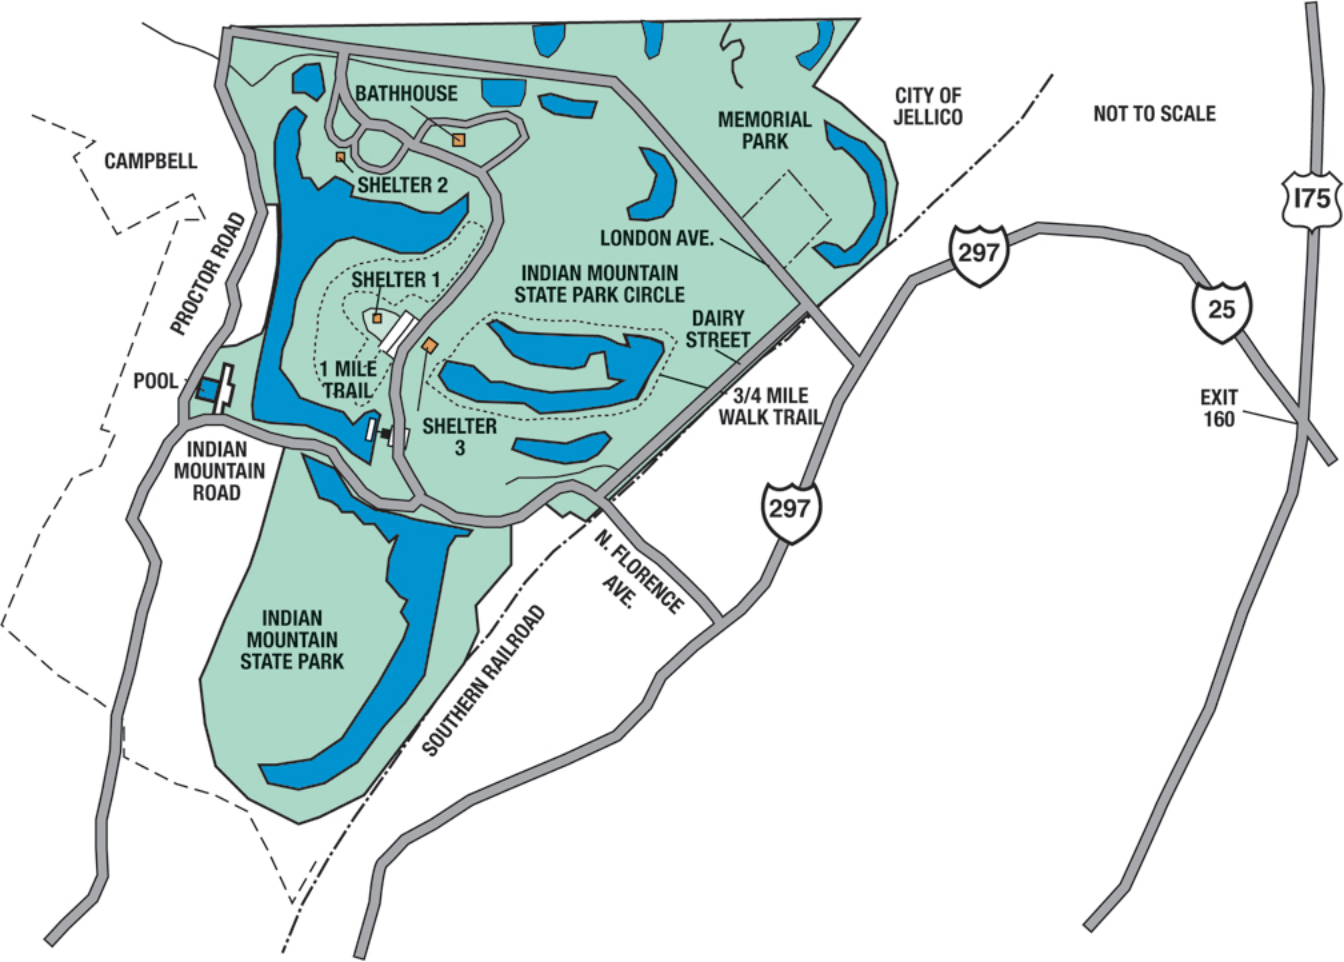 BATHHOUSE
MEMORIAL
PARK
CITY OF
JELLICO
NOT TO SCALE
CAMPBELL
SHELTER 2
I75
PROCTOR ROAD
LONDON AVE.
297
SHELTER 1
INDIAN MOUNTAIN
STATE PARK CIRCLE
25
DAIRY
STREET
POOL
1 MILE
TRAIL
3/4 MILE
WALK TRAIL
EXIT
160
SHELTER
3
INDIAN
MOUNTAIN
ROAD
297
N. FLORENCE
AVE.
INDIAN
MOUNTAIN
STATE PARK
SOUTHERN RAILROAD